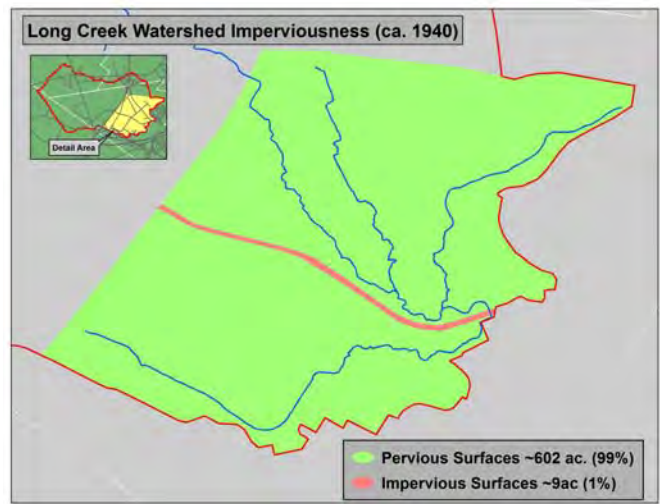 Long Creek Watershed Imperviousness (ca. 1940)
Detail Area
Pervious Surfaces ~602 ac. (99%)
Impervious Surfaces ~9ac (1%)